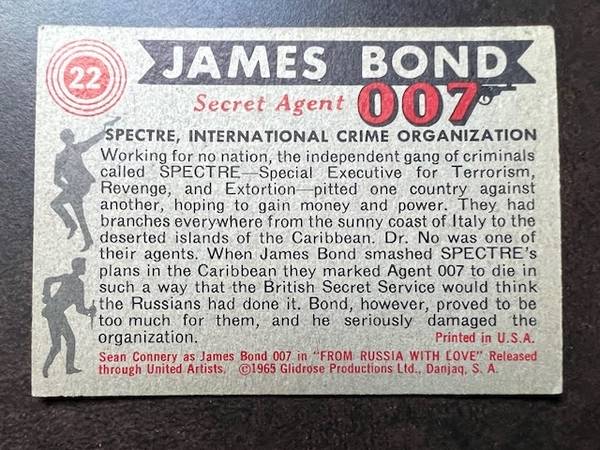 22
JAMES BOND
Secret Agent 007
SPECTRE, INTERNATIONAL CRIME ORGANIZATION
Working for no nation, the independent gang of criminals
called SPECTRE—Special Executive for Terrorism,
Revenge, and Extortion—pitted one country against
another, hoping to gain money and power. They had
branches everywhere from the sunny coast of Italy to the
deserted islands of the Caribbean. Dr. No was one of
their agents. When James Bond smashed SPECTRE's
plans in the Caribbean they marked Agent 007 to die in
such a way that the British Secret Service would think
the Russians had done it. Bond, however, proved to be
too much for them, and he seriously damaged the
organization. Printed in U.S.A.
Sean Connery as James Bond 007 in "FROM RUSSIA WITH LOVE" Released
through United Artists. ©1965 Glidrose Productions Ltd., Danjaq, S. A.